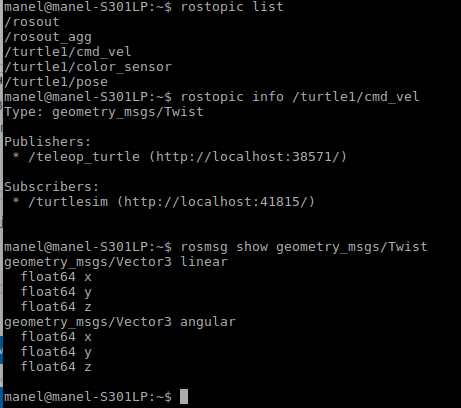 manel@manel-S301LP:~$ rostopic list
/rosout
/rosout_agg
/turtle1/cmd_vel
/turtle1/color_sensor
/turtle1/pose
manel@manel-S301LP:~$ rostopic info /turtle1/cmd_vel
Type: geometry_msgs/Twist

Publishers:
 * /teleop_turtle (http://localhost:38571/)

Subscribers:
 * /turtlesim (http://localhost:41815/)


manel@manel-S301LP:~$ rosmsg show geometry_msgs/Twist
geometry_msgs/Vector3 linear
  float64 x
  float64 y
  float64 z
geometry_msgs/Vector3 angular
  float64 x
  float64 y
  float64 z

manel@manel-S301LP:~$